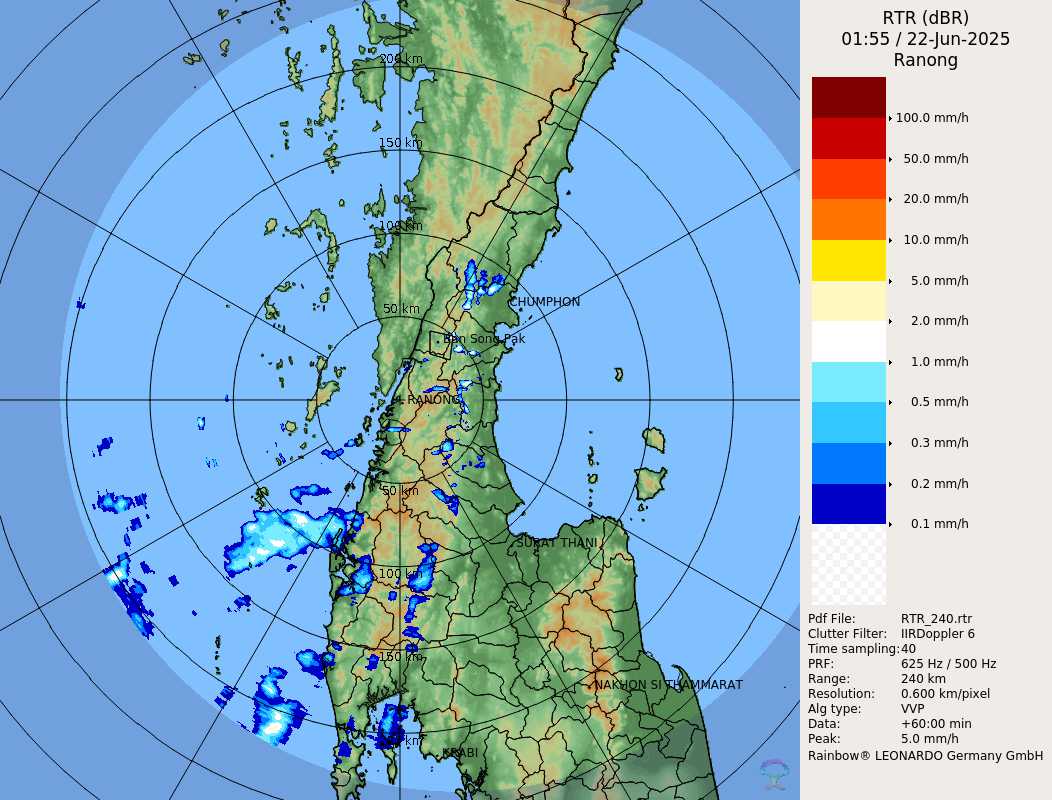 RTR (dBR)
01:55 / 22-Jun-2025
Ranong
200 km
150 km
100 km
50 km
CHUMPHON
Ban Song Pak
RANONG
50 km
SURAT THANI
100 km
150 km
NAKHON SI THAMMARAT
km
KRABI
100.0 mm/h
50.0 mm/h
20.0 mm/h
10.0 mm/h
5.0 mm/h
2.0 mm/h
1.0 mm/h
0.5 mm/h
0.3 mm/h
0.2 mm/h
0.1 mm/h
Pdf File: RTR_240.rtr
Clutter Filter: IIRDoppler 6
Time sampling:40
PRF: 625 Hz / 500 Hz
Range: 240 km
Resolution: 0.600 km/pixel
Alg type: VVP
Data: +60:00 min
Peak: 5.0 mm/h
Rainbow® LEONARDO Germany GmbH